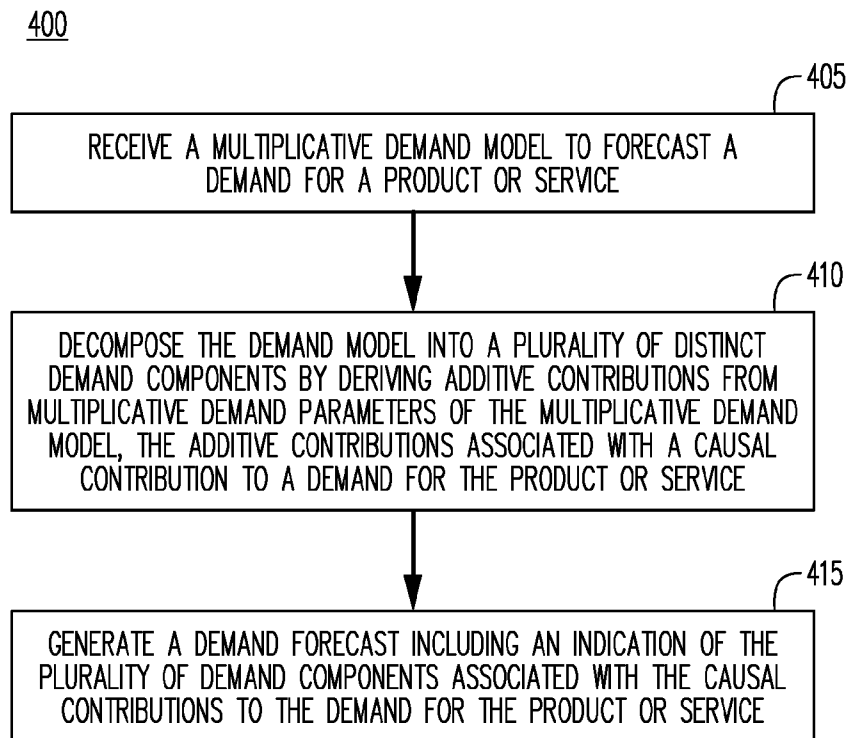 400
405
RECEIVE A MULTIPLICATIVE DEMAND MODEL TO FORECAST A
DEMAND FOR A PRODUCT OR SERVICE
410
DECOMPOSE THE DEMAND MODEL INTO A PLURALITY OF DISTINCT
DEMAND COMPONENTS BY DERIVING ADDITIVE CONTRIBUTIONS FROM
MULTIPLICATIVE DEMAND PARAMETERS OF THE MULTIPLICATIVE DEMAND
MODEL, THE ADDITIVE CONTRIBUTIONS ASSOCIATED WITH A CAUSAL
CONTRIBUTION TO A DEMAND FOR THE PRODUCT OR SERVICE
415
GENERATE A DEMAND FORECAST INCLUDING AN INDICATION OF THE
PLURALITY OF DEMAND COMPONENTS ASSOCIATED WITH THE CAUSAL
CONTRIBUTIONS TO THE DEMAND FOR THE PRODUCT OR SERVICE